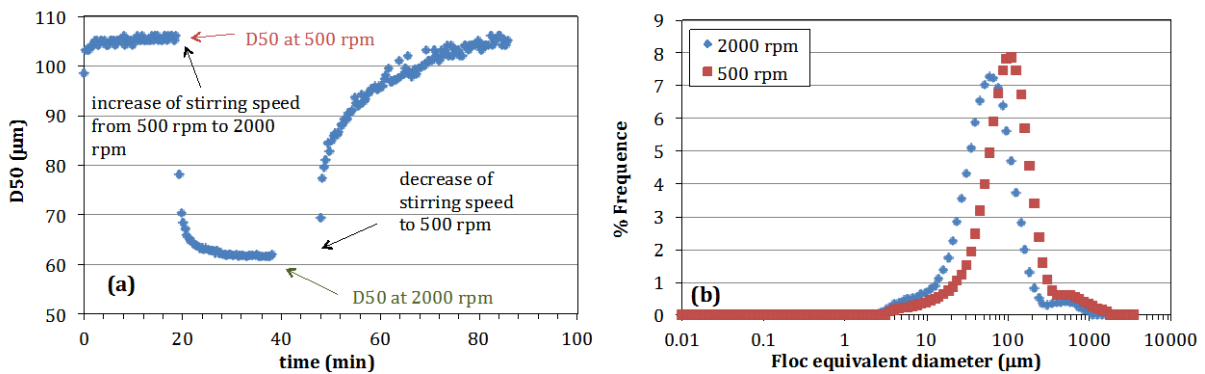 110
100
90
80
70
60
50
D50 (µm)
D50 at 500 rpm
increase of stirring speed
from 500 rpm to 2000
rpm
decrease of
stirring speed
to 500 rpm
(a)
D50 at 2000 rpm
0
20
40
60
80
100
time (min)
9
8
7
6
5
4
3
2
1
0
% Frequence
2000 rpm
500 rpm
(b)
0.01
0.1
1
10
100
1000
10000
Floc equivalent diameter (µm)